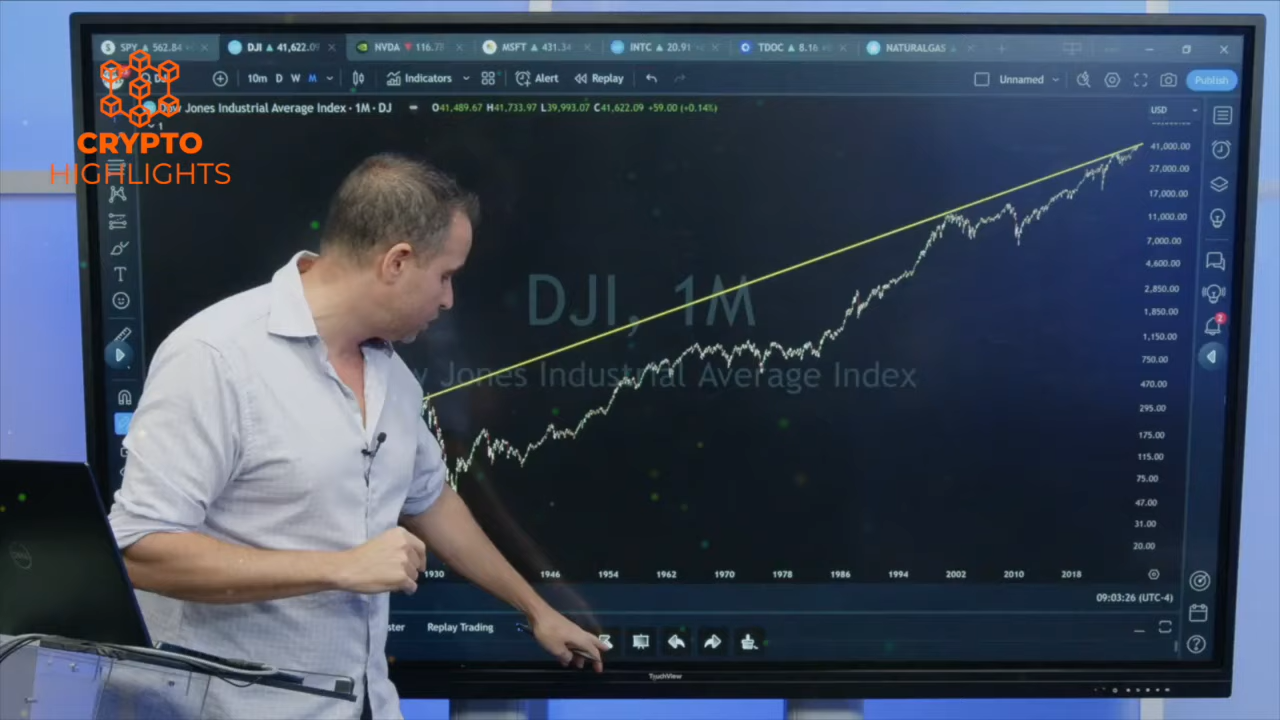 SPY ▲ 562.84
DJI ▲ 41,622.09
NVDA ▼ 116.7
MSFT ▲ 431.34
INTC ▲ 20.91
TDOC ▲ 8.16
NATURALGAS ▲
10m D W M
Indicators
Alert
Replay
Unnamed
Publish
Jones Industrial Average Index · 1M · DJ
O41,489.67 H41,733.97 L39,993.07 C41,622.09 +59.00 (+0.14%)
USD
1
CRYPTO
HIGHLIGHTS
41,000.00
27,000.00
17,000.00
11,000.00
7,000.00
4,600.00
2,850.00
1,850.00
1,150.00
750.00
470.00
295.00
175.00
115.00
75.00
47.00
31.00
20.00
DJI, 1M
Jones Industrial Average Index
2
T
1930 1946 1954 1962 1970 1978 1986 1994 2002 2010 2018
09:03:26 (UTC-4)
ster Replay Trading
TouchView
DELL